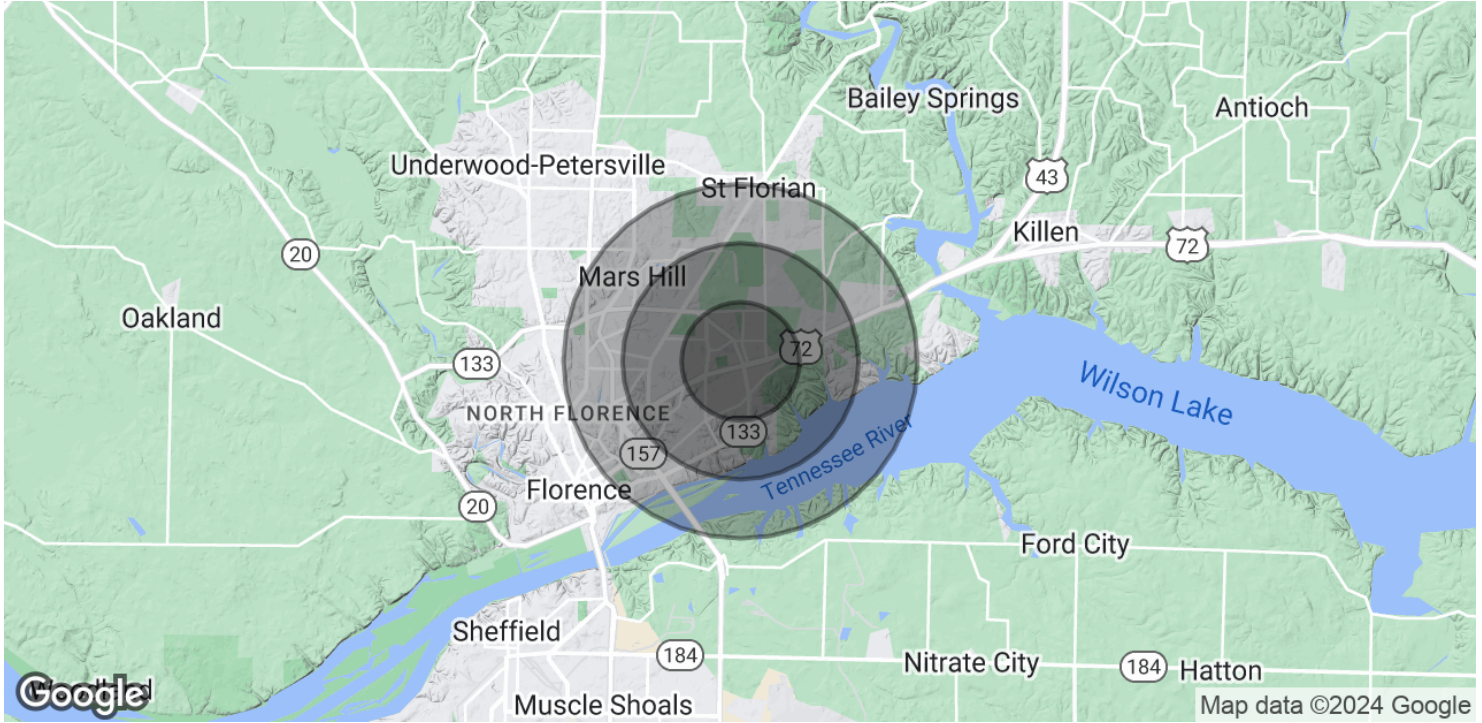 Bailey Springs
Antioch
Underwood-Petersville
43
St Florian
Killen
72
20
Mars Hill
Oakland
72
133
Wilson Lake
NORTH FLORENCE
133
157
Tennessee River
Florence
20
Ford City
Sheffield
184
Nitrate City
184
Hatton
Google
Muscle Shoals
Map data ©2024 Google